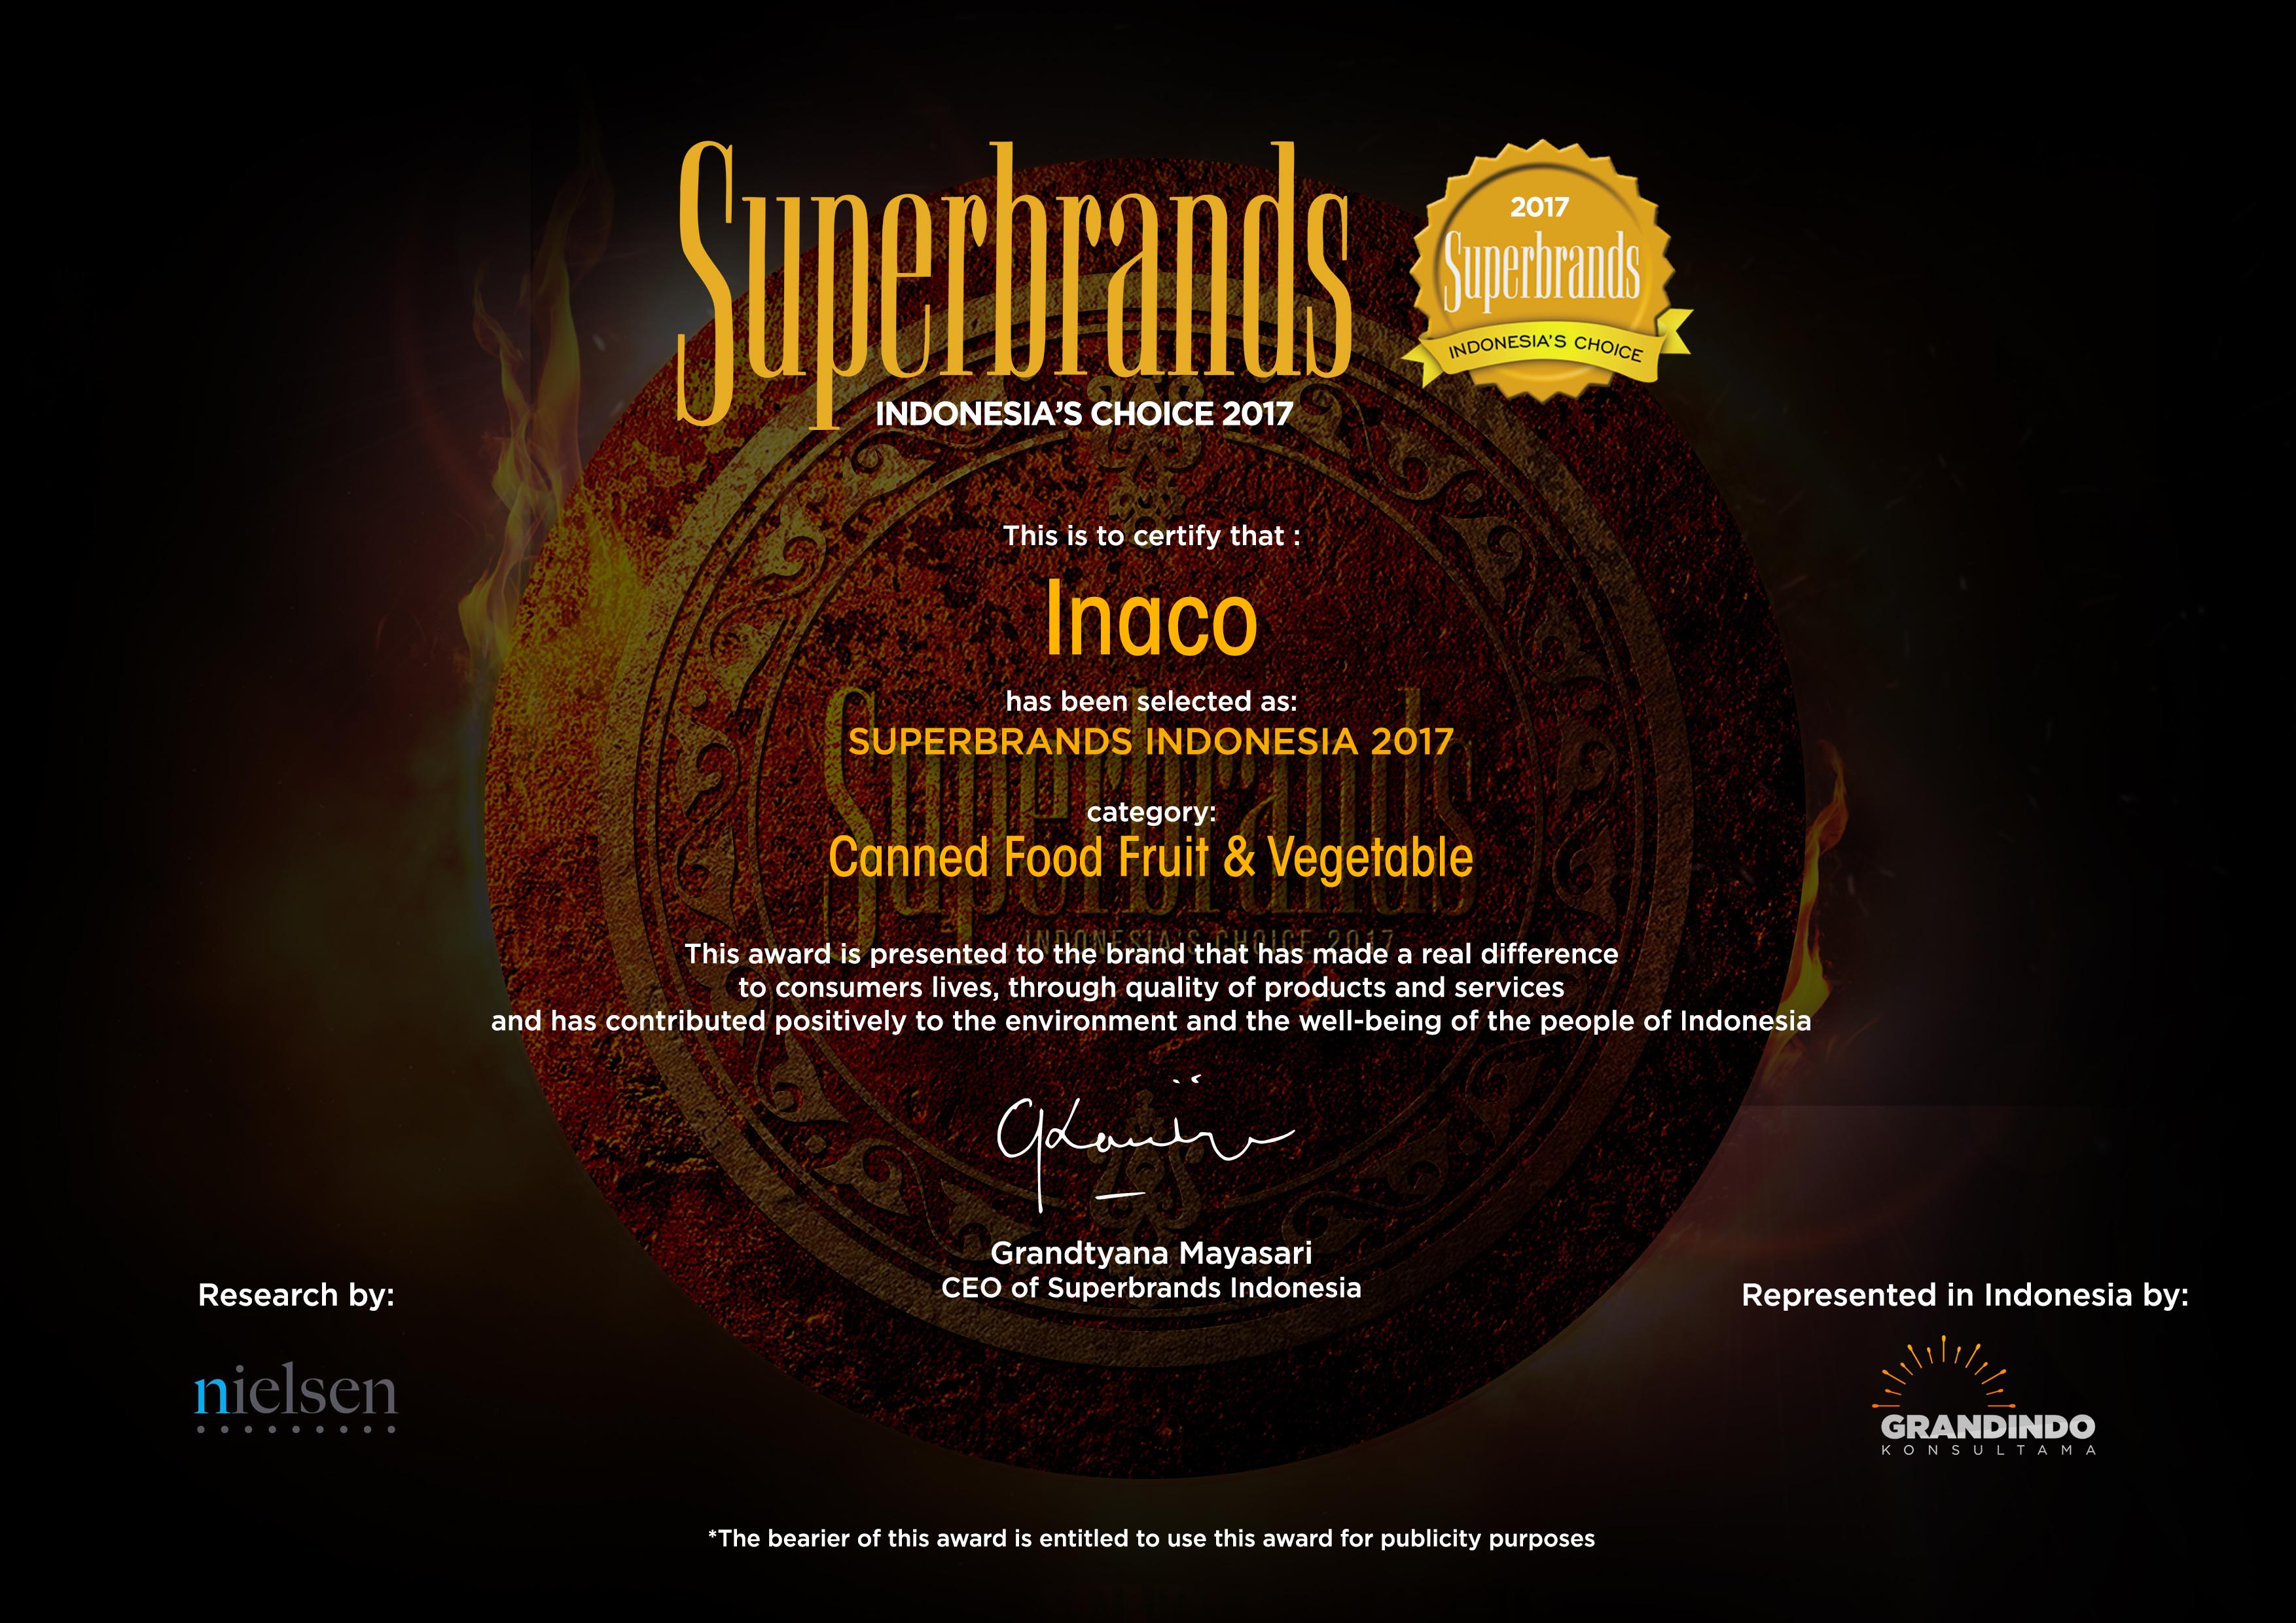 Superbrands
INDONESIA'S CHOICE 2017
2017
Superbrands
INDONESIA'S CHOICE
This is to certify that :
Inaco
has been selected as:
SUPERBRANDS INDONESIA 2017
category:
Canned Food Fruit & Vegetable
Superbrands
INDONESIA'S CHOICE 2017
This award is presented to the brand that has made a real difference
to consumers lives, through quality of products and services
and has contributed positively to the environment and the well-being of the people of Indonesia
Grandtyana Mayasari
CEO of Superbrands Indonesia
Research by:
nielsen
Represented in Indonesia by:
GRANDINDO
KONSULTAMA
*The bearier of this award is entitled to use this award for publicity purposes